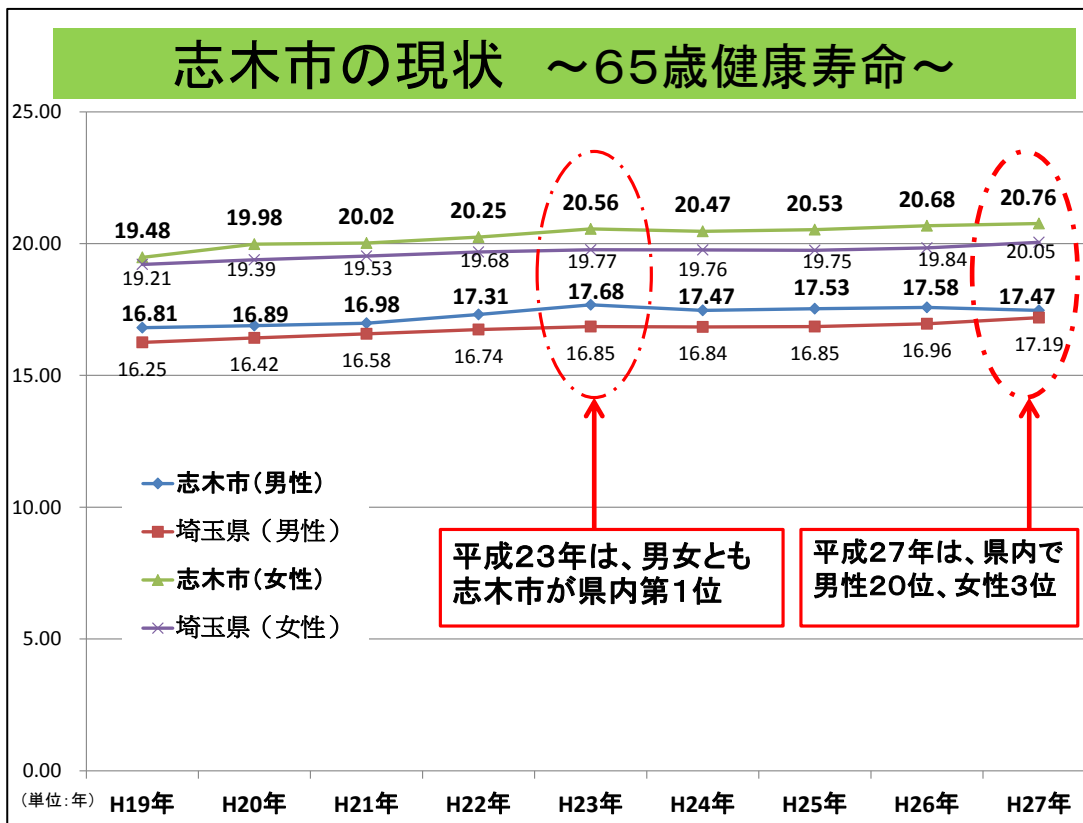 志木市の現状 ～65歳健康寿命～
25.00
20.00
15.00
10.00
5.00
0.00
19.48 19.98 20.02 20.25 20.56 20.47 20.53 20.68 20.76
19.21 19.39 19.53 19.68 19.77 19.76 19.75 19.84 20.05
16.81 16.89 16.98 17.31 17.68 17.47 17.53 17.58 17.47
16.25 16.42 16.58 16.74 16.85 16.84 16.85 16.96 17.19
志木市(男性)
埼玉県（男性）
志木市(女性)
埼玉県（女性）
平成23年は、男女とも
志木市が県内第1位
平成27年は、県内で
男性20位、女性3位
(単位:年) H19年 H20年 H21年 H22年 H23年 H24年 H25年 H26年 H27年